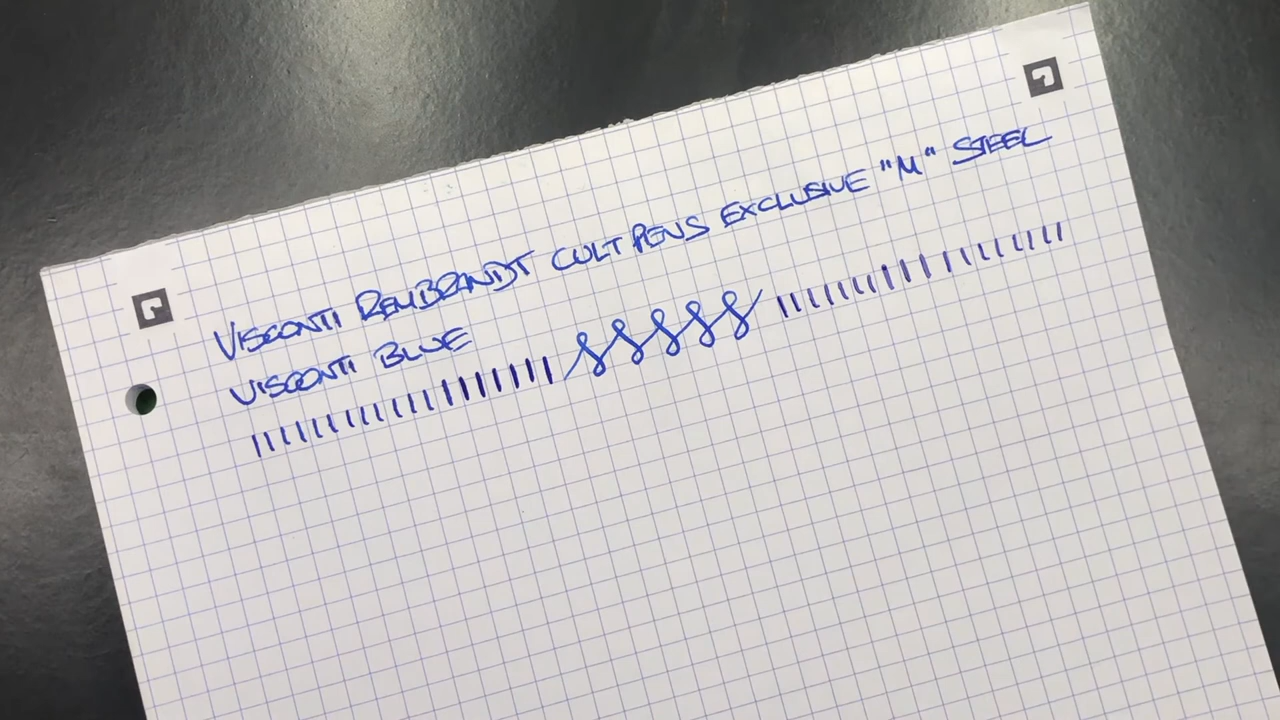 VISCONTI REMBRANDT CULT PENS EXCLUSIVE "M" STEEL
VISCONTI BLUE